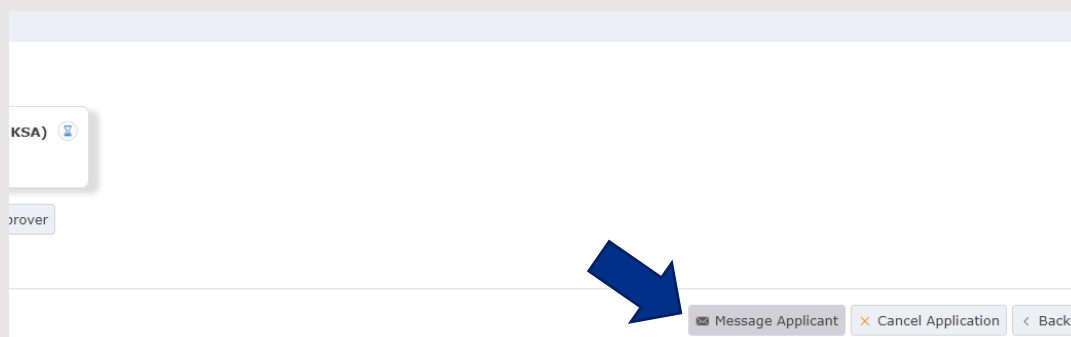 KSA)
prover
Message Applicant
× Cancel Application
< Back